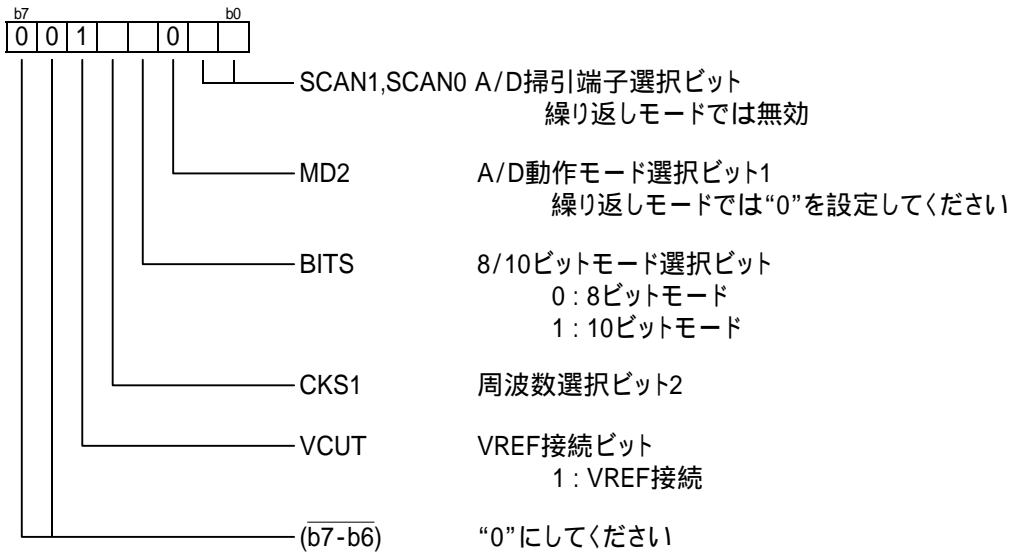 b7 b0
0 0 1 0
SCAN1,SCAN0 A/D掃引端子選択ビット
繰り返しモードでは無効
MD2 A/D動作モード選択ビット1
繰り返しモードでは“0”を設定してください
BITS 8/10ビットモード選択ビット
0 : 8ビットモード
1 : 10ビットモード
CKS1 周波数選択ビット2
VCUT VREF接続ビット
1 : VREF接続
(b7-b6) “0”にしてください